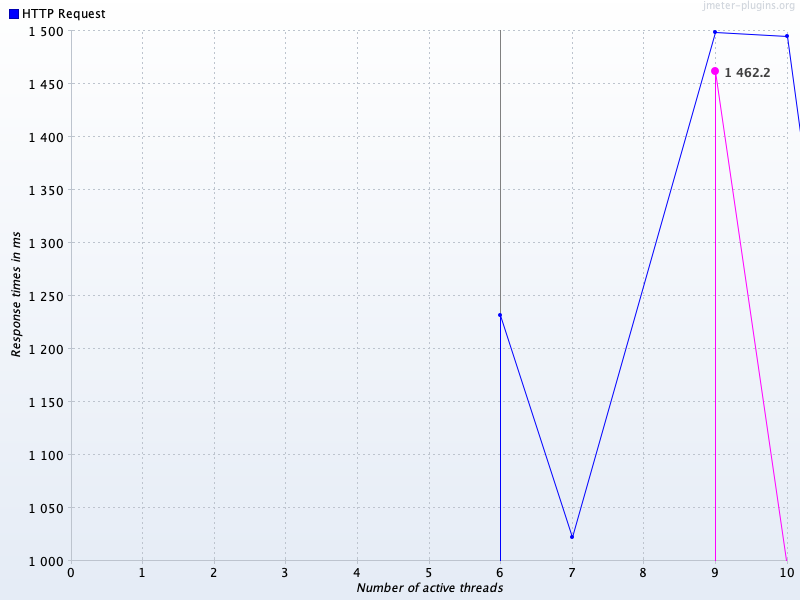 HTTP Request
jmeter-plugins.org
1 500
1 450
1 400
1 350
1 300
1 250
1 200
1 150
1 100
1 050
1 000
Response times in ms
1 462.2
0 1 2 3 4 5 6 7 8 9 10
Number of active threads